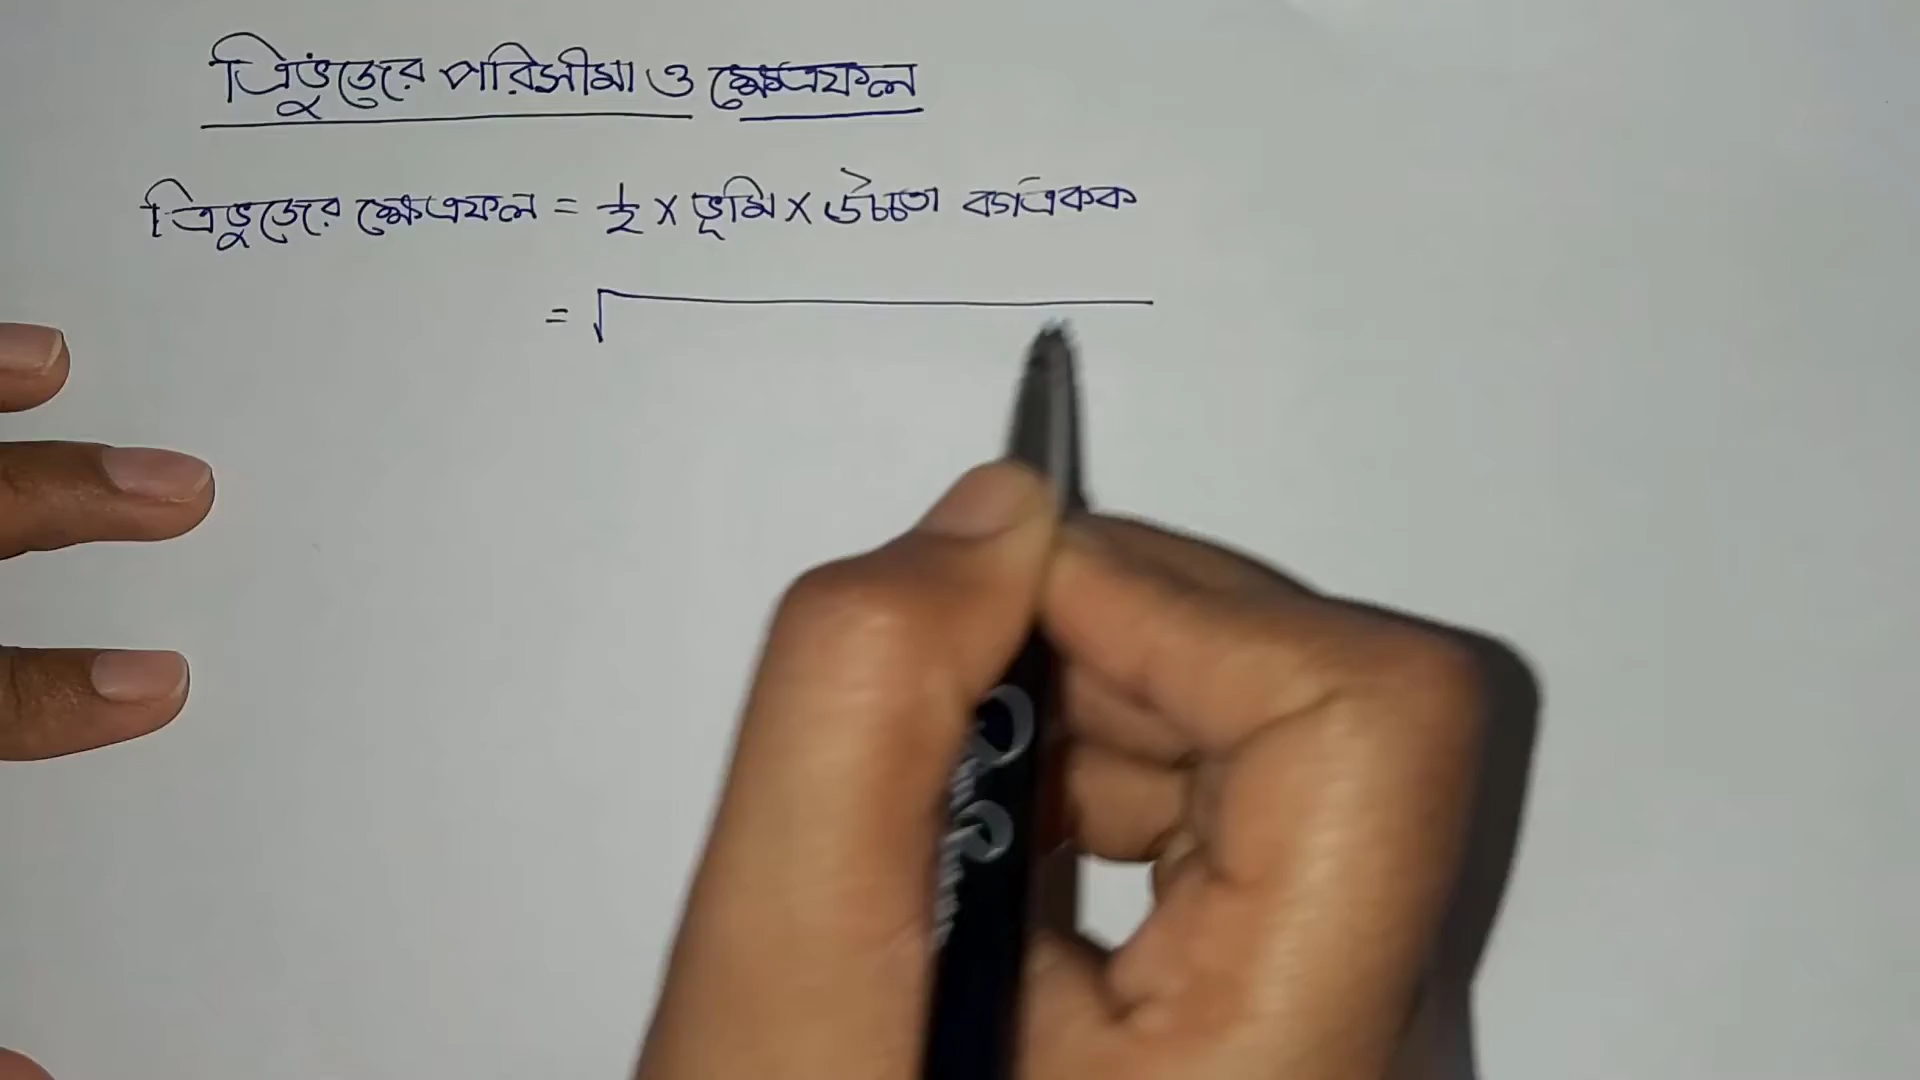 ত্রিভুজের পরিসীমা ও ক্ষেত্রফল
ত্রিভুজের ক্ষেত্রফল = 1/2 × ভূমি × উচ্চতা বর্গএকক
= √